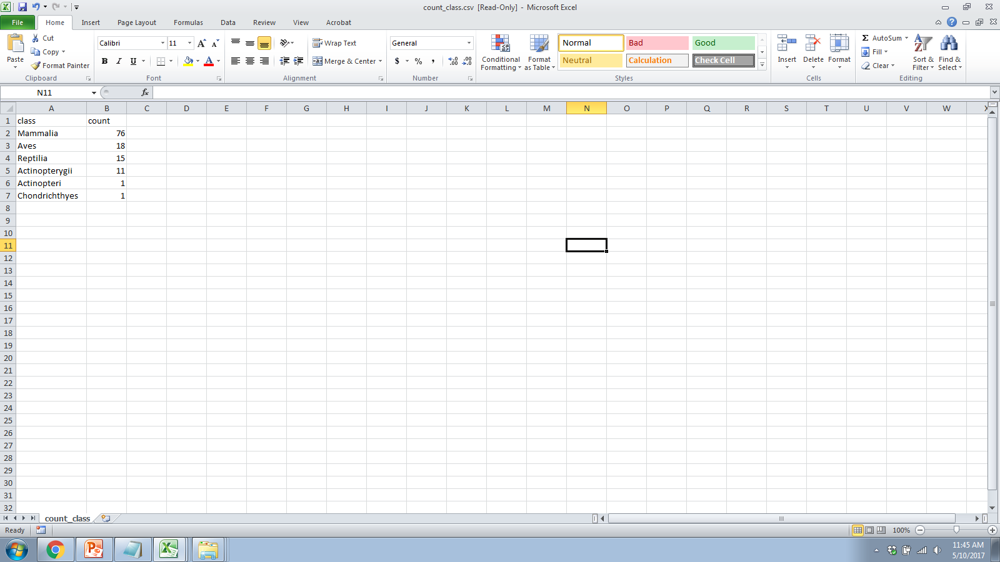 count_class.csv [Read-Only] - Microsoft Excel
File Home Insert Page Layout Formulas Data Review View Acrobat
Paste Cut Copy Format Painter Clipboard
Calibri 11 B I U Font
Wrap Text Merge & Center Alignment
General $ % , Number
Conditional Formatting Format as Table
Normal Bad Good
Neutral Calculation Check Cell
Styles
Insert Delete Format Cells
Σ AutoSum Fill Clear Sort & Filter Find & Select Editing
N11 fx
A B C D E F G H I J K L M N O P Q R S T U V W X
1 class count
2 Mammalia 76
3 Aves 18
4 Reptilia 15
5 Actinopterygii 11
6 Actinopteri 1
7 Chondrichthyes 1
8
9
10
11
12
13
14
15
16
17
18
19
20
21
22
23
24
25
26
27
28
29
30
31
32
count_class
Ready 100%
11:45 AM
5/10/2017